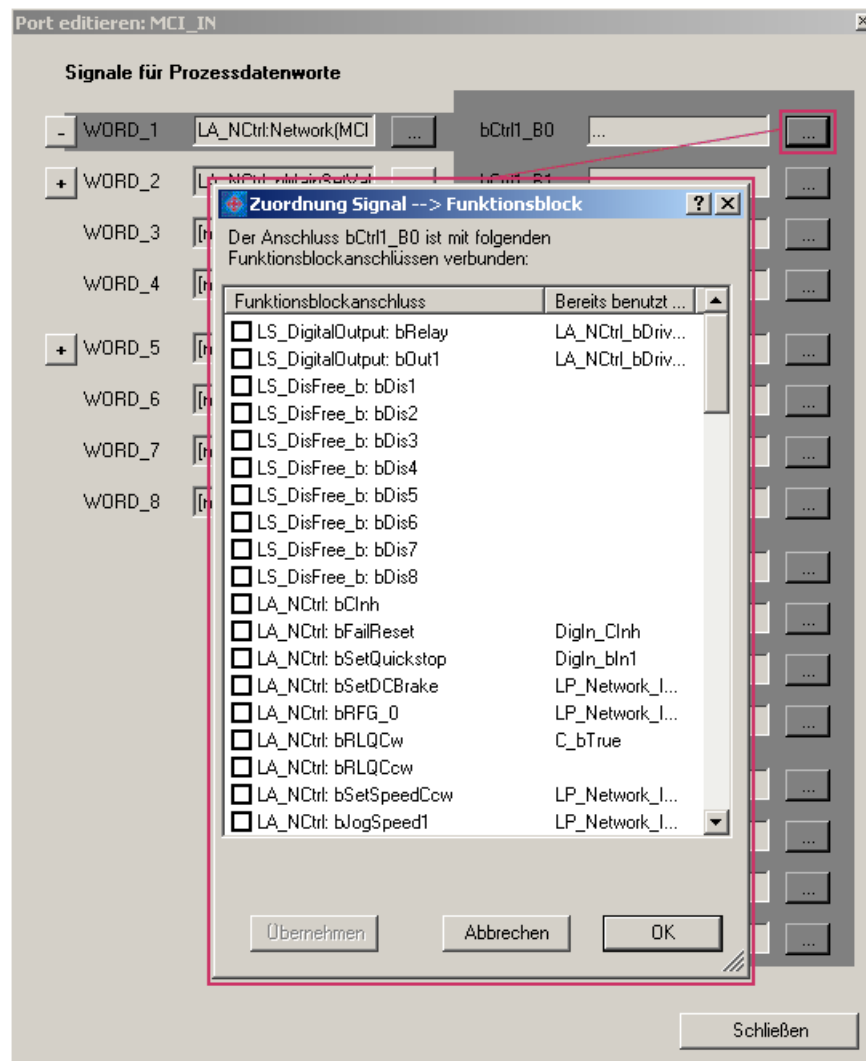 Port editieren: MCI_IN
Signale für Prozessdatenworte
- WORD_1 LA_NCtrl:Network(MCI ... bCtrl1_B0 ... ...
+ WORD_2 ...
Zuordnung Signal --> Funktionsblock ? X
WORD_3 ...
Der Anschluss bCtrl1_B0 ist mit folgenden
Funktionsblockanschlüssen verbunden:
WORD_4 ...
Funktionsblockanschluss Bereits benutzt ...
LS_DigitalOutput: bRelay LA_NCtrl_bDriv...
+ WORD_5 ...
LS_DigitalOutput: bOut1 LA_NCtrl_bDriv...
LS_DisFree_b: bDis1
WORD_6 ...
LS_DisFree_b: bDis2
LS_DisFree_b: bDis3
WORD_7 ...
LS_DisFree_b: bDis4
LS_DisFree_b: bDis5
WORD_8 ...
LS_DisFree_b: bDis6
LS_DisFree_b: bDis7
...
LS_DisFree_b: bDis8
LA_NCtrl: bCInh
...
LA_NCtrl: bFailReset DigIn_CInh
LA_NCtrl: bSetQuickstop DigIn_bIn1
...
LA_NCtrl: bSetDCBrake LP_Network_I...
LA_NCtrl: bRFG_0 LP_Network_I...
...
LA_NCtrl: bRLQCw C_bTrue
LA_NCtrl: bRLQCcw
...
LA_NCtrl: bSetSpeedCcw LP_Network_I...
LA_NCtrl: bJogSpeed1 LP_Network_I...
...
...
Übernehmen Abbrechen OK
...
Schließen